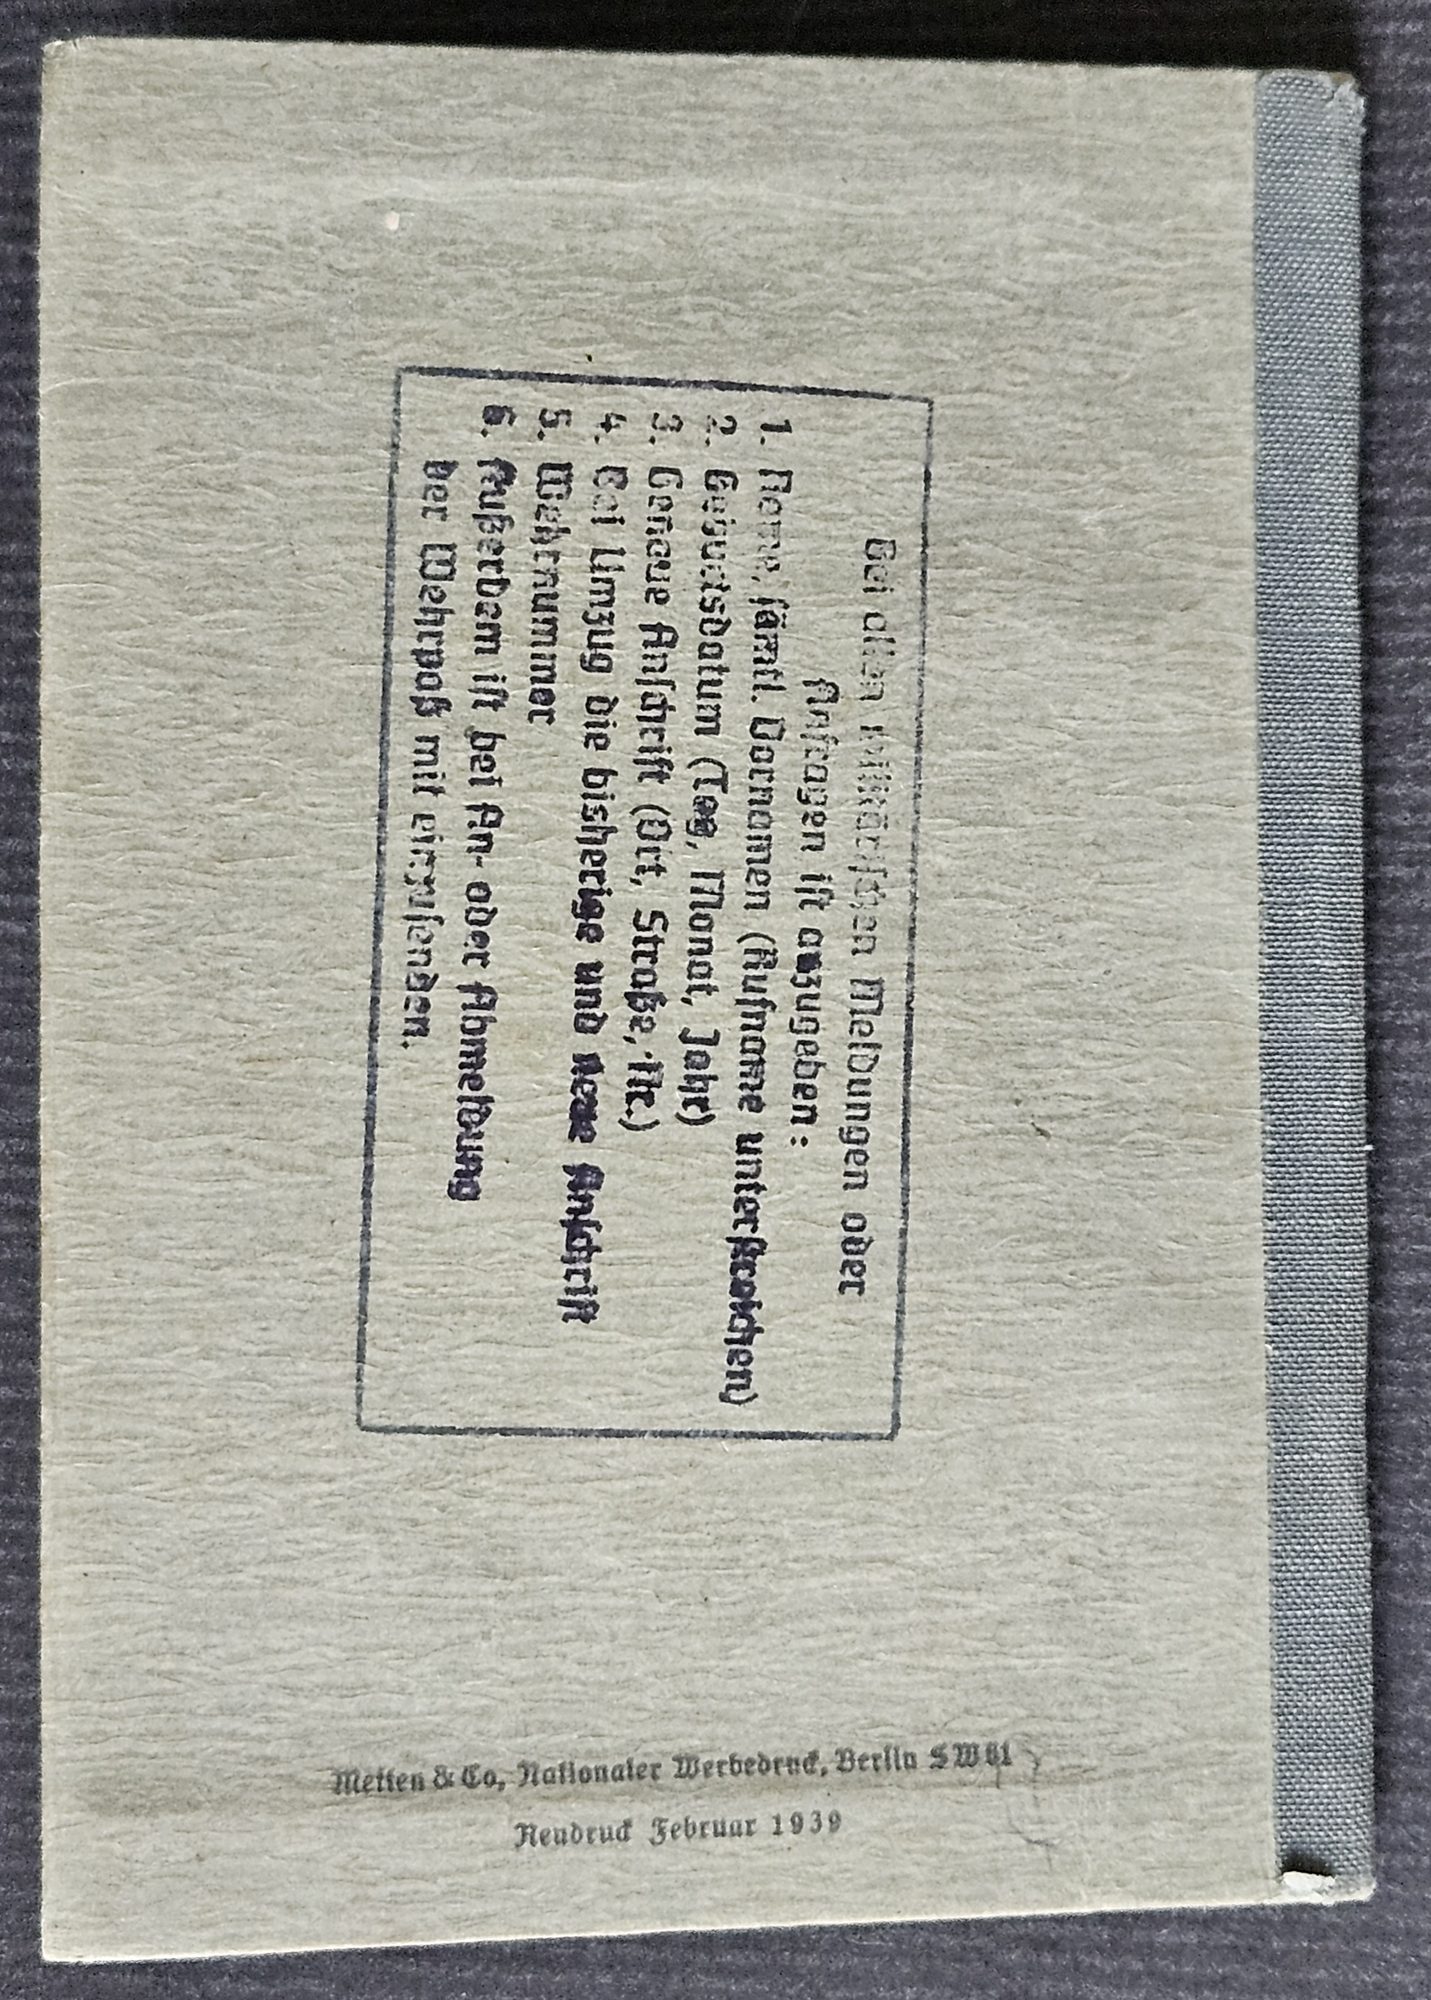 Bei allen militärischen Meldungen oder
Anfragen ist anzugeben:
1. Name, sämtl. Vornamen (Rufname unterstreichen)
2. Geburtsdatum (Tag, Monat, Jahr)
3. Genaue Anschrift (Ort, Straße, Nr.)
4. Bei Umzug die bisherige und neue Anschrift
5. Wehrnummer
6. Außerdem ist bei An- oder Abmeldung
der Wehrpaß mit einzusenden.
Metten & Co, Nationaler Werbedruck, Berlin SW 61
Neudruck Februar 1939